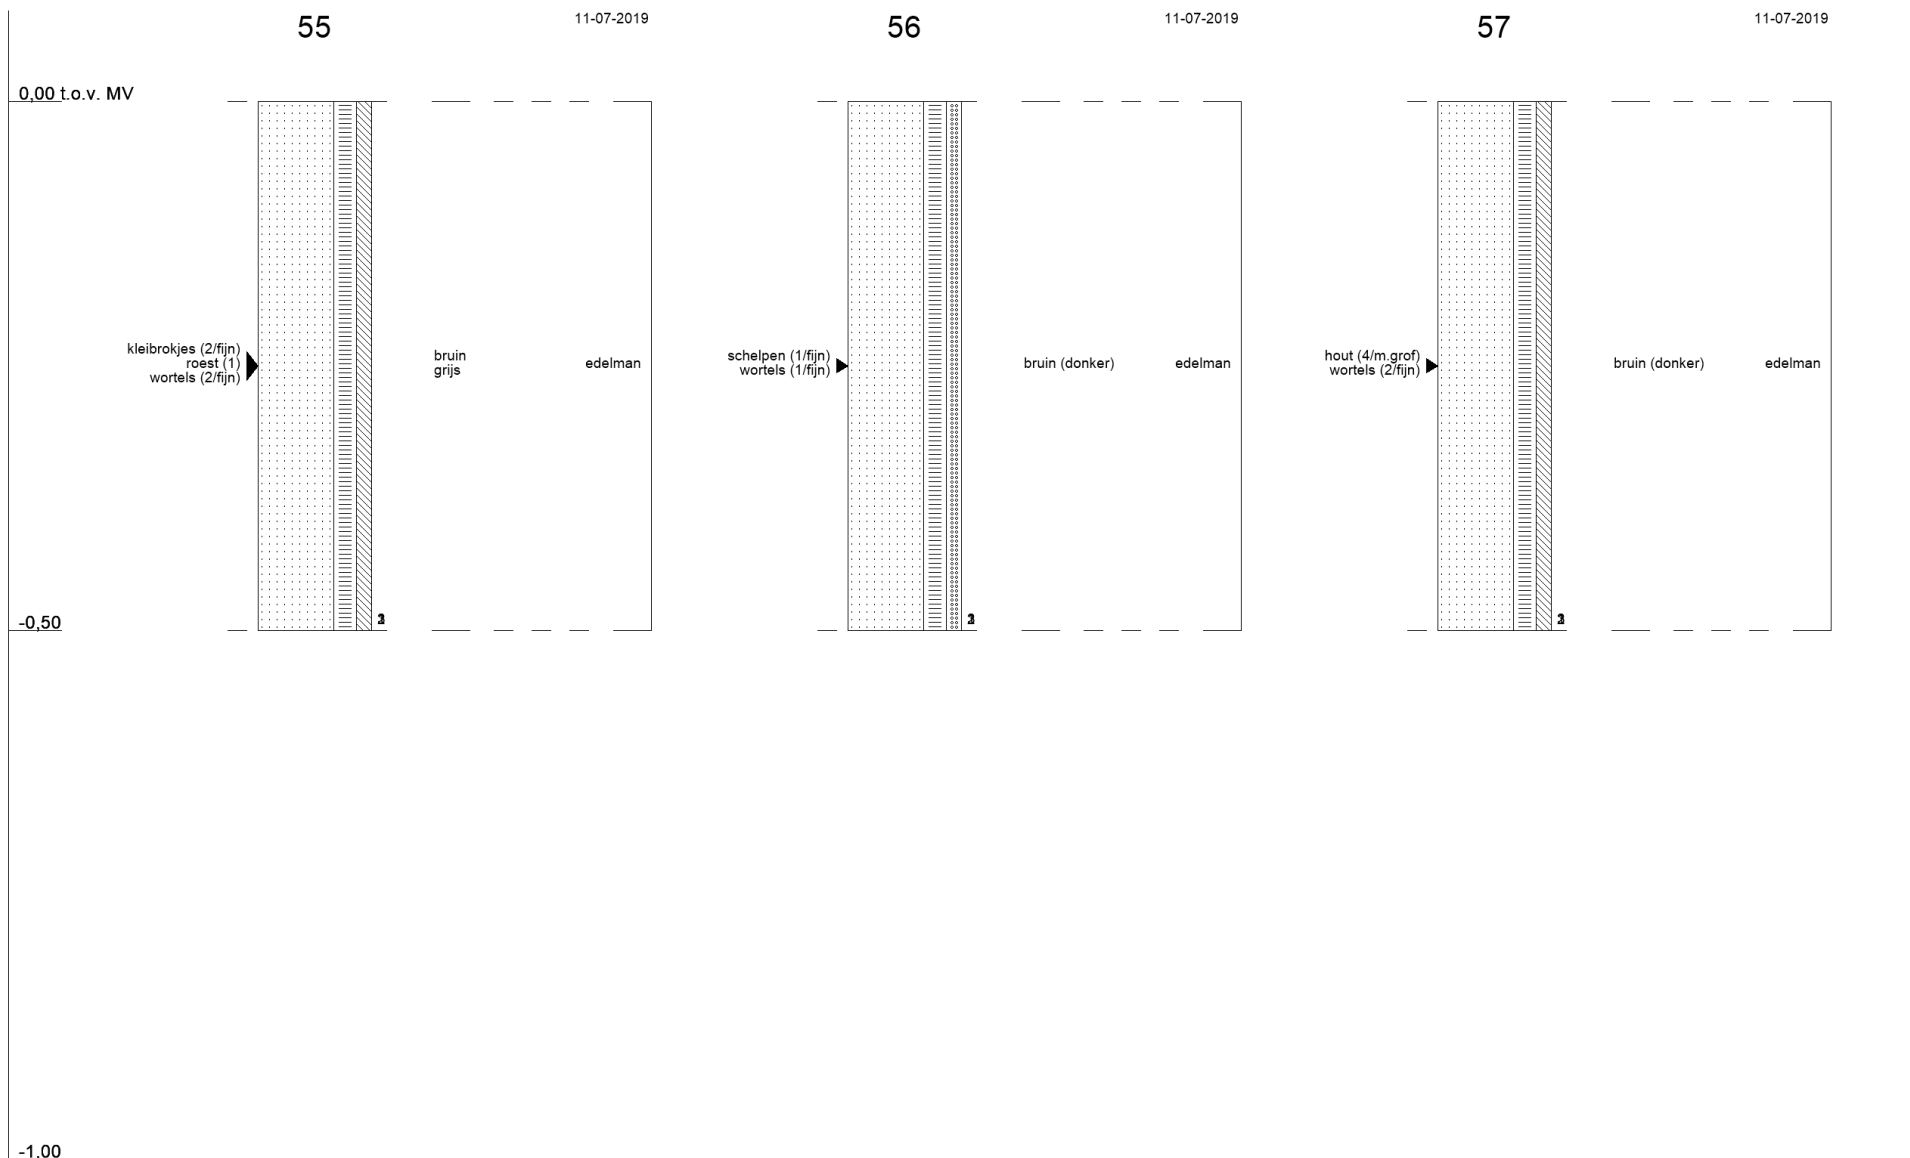 55
11-07-2019
56
11-07-2019
57
11-07-2019
0,00 t.o.v. MV
kleibrokjes (2/fijn)
roest (1)
wortels (2/fijn)
bruin
grijs
edelman
schelpen (1/fijn)
wortels (1/fijn)
bruin (donker)
edelman
hout (4/m.grof)
wortels (2/fijn)
bruin (donker)
edelman
-0,50
-1,00